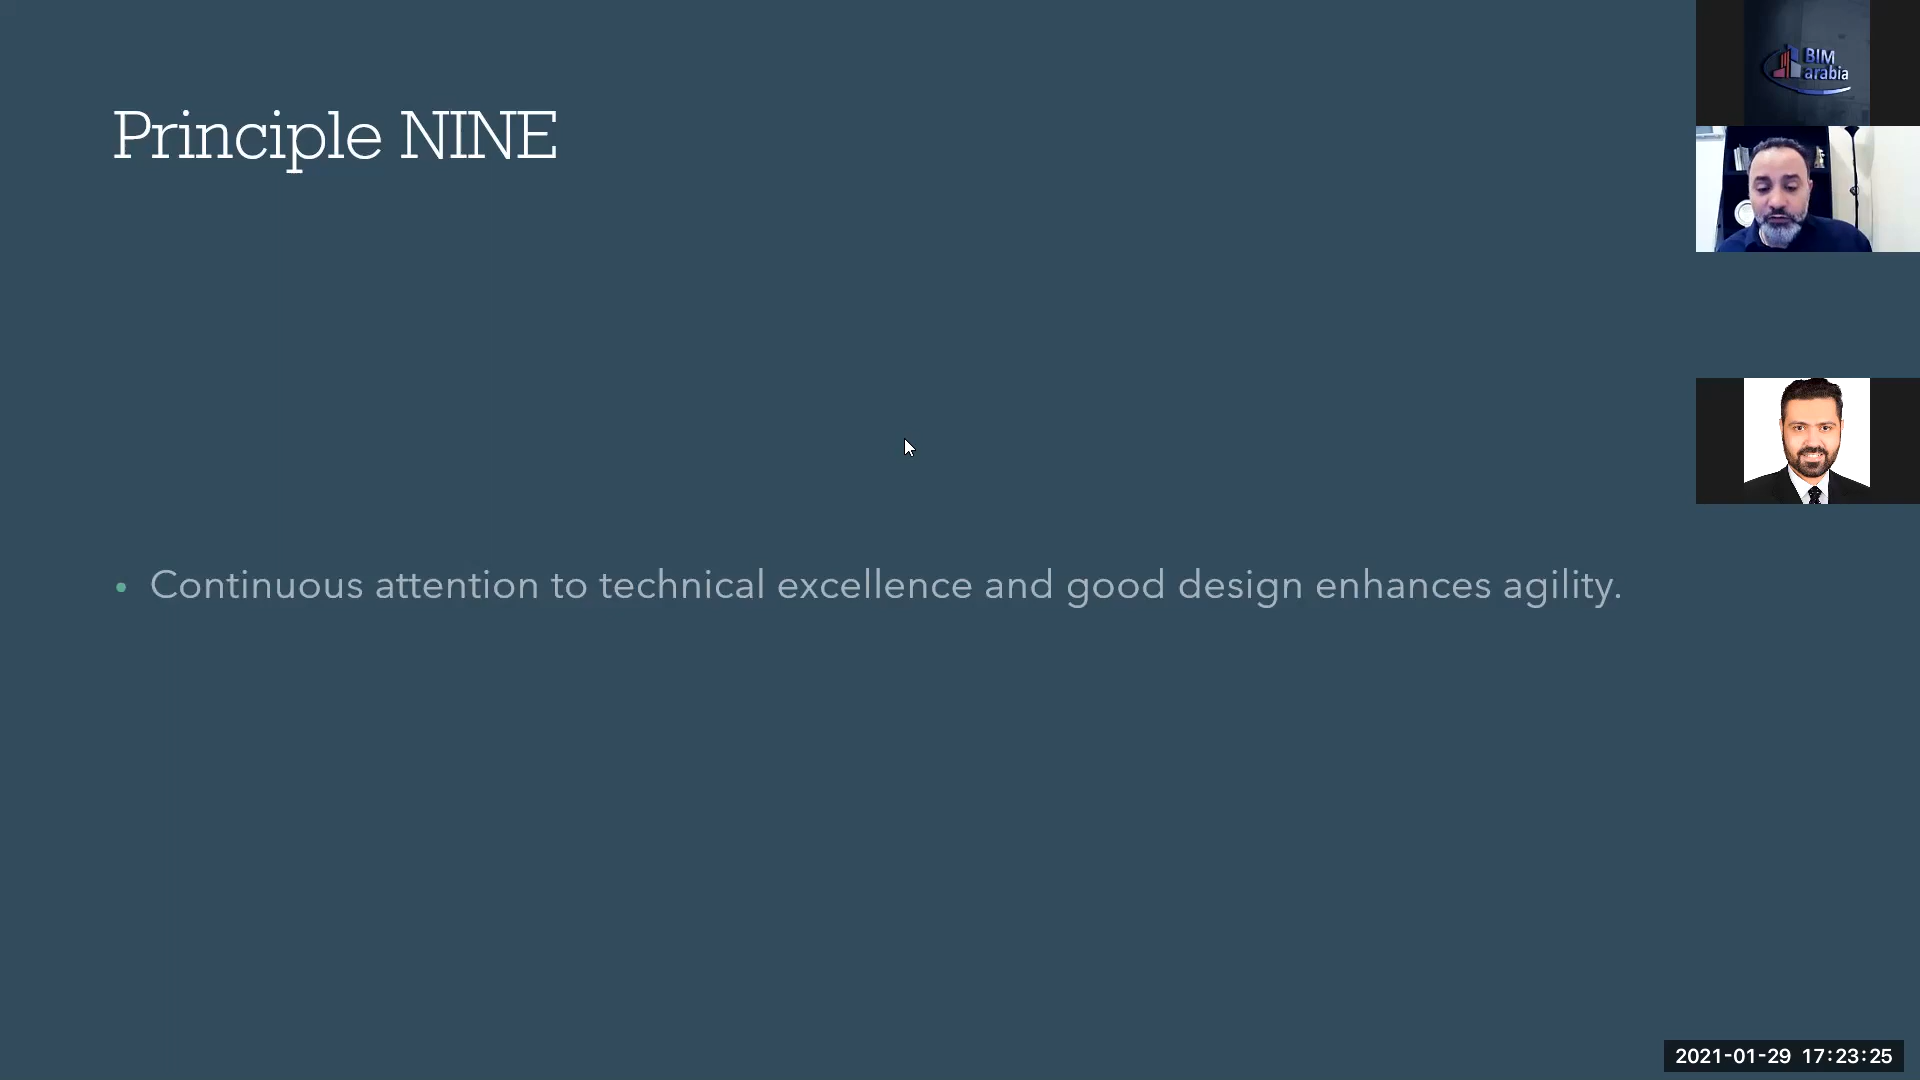 Principle NINE
BIM
arabia
• Continuous attention to technical excellence and good design enhances agility.
2021-01-29 17:23:25